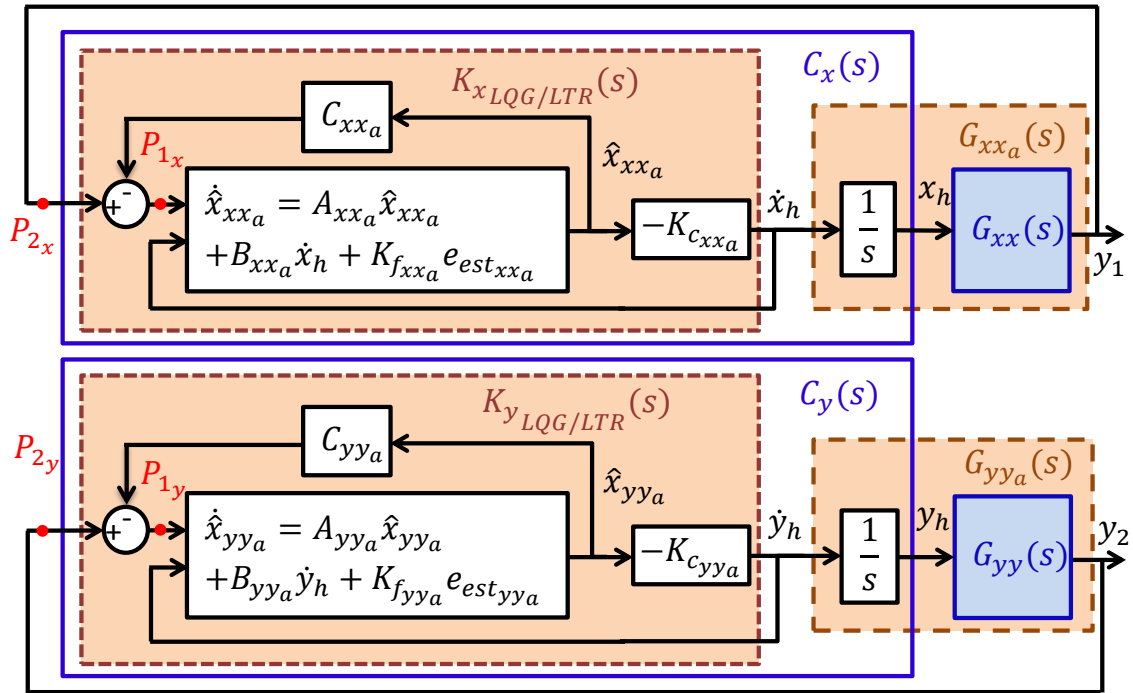 C_x(s)
K_{x_{LQG/LTR}}(s)
C_{xx_a}
G_{xx_a}(s)
P_{1_x}
\hat{x}_{xx_a}
+ -
\dot{\hat{x}}_{xx_a} = A_{xx_a}\hat{x}_{xx_a}
+B_{xx_a}\dot{x}_h + K_{f_{xx_a}}e_{est_{xx_a}}
P_{2_x}
-K_{c_{xx_a}}
\dot{x}_h
\frac{1}{s}
x_h
G_{xx}(s)
y_1
C_y(s)
K_{y_{LQG/LTR}}(s)
C_{yy_a}
G_{yy_a}(s)
P_{2_y}
P_{1_y}
\hat{x}_{yy_a}
+ -
\dot{\hat{x}}_{yy_a} = A_{yy_a}\hat{x}_{yy_a}
+B_{yy_a}\dot{y}_h + K_{f_{yy_a}}e_{est_{yy_a}}
-K_{c_{yy_a}}
\dot{y}_h
\frac{1}{s}
y_h
G_{yy}(s)
y_2